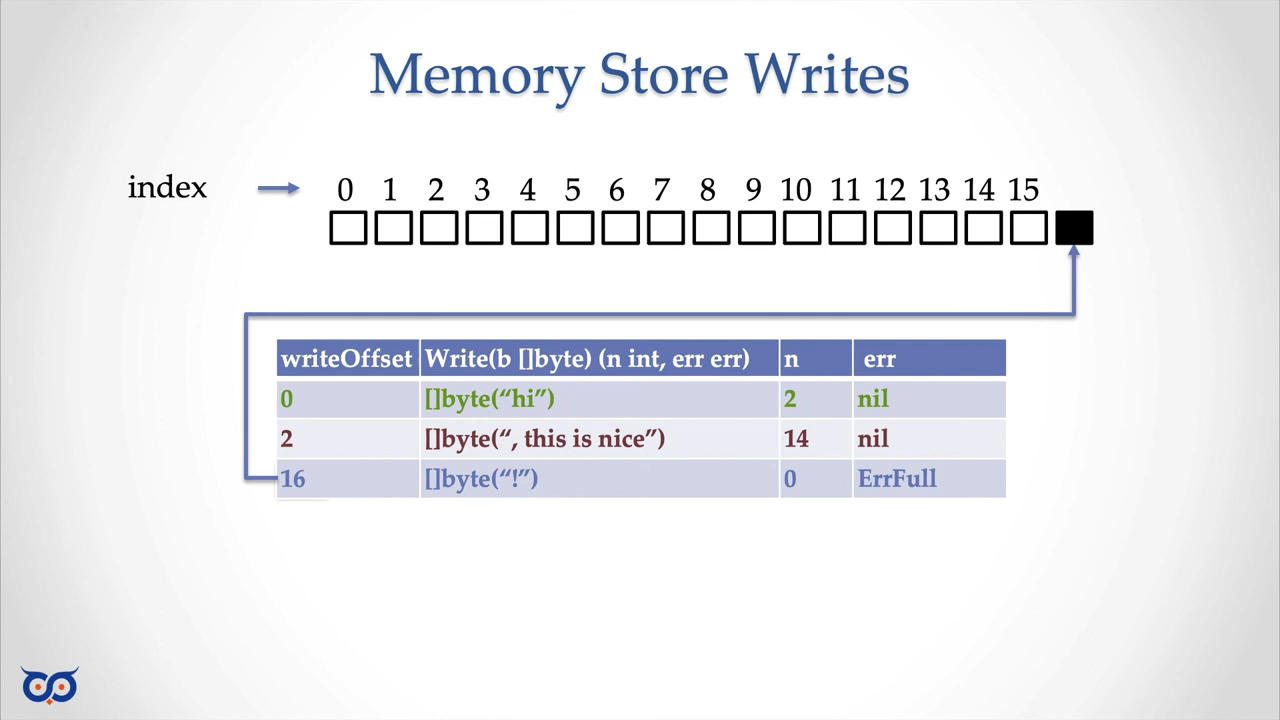 Memory Store Writes
index 0 1 2 3 4 5 6 7 8 9 10 11 12 13 14 15
writeOffset Write(b []byte) (n int, err err) n err
0 []byte(“hi”) 2 nil
2 []byte(“, this is nice”) 14 nil
16 []byte(“!”) 0 ErrFull